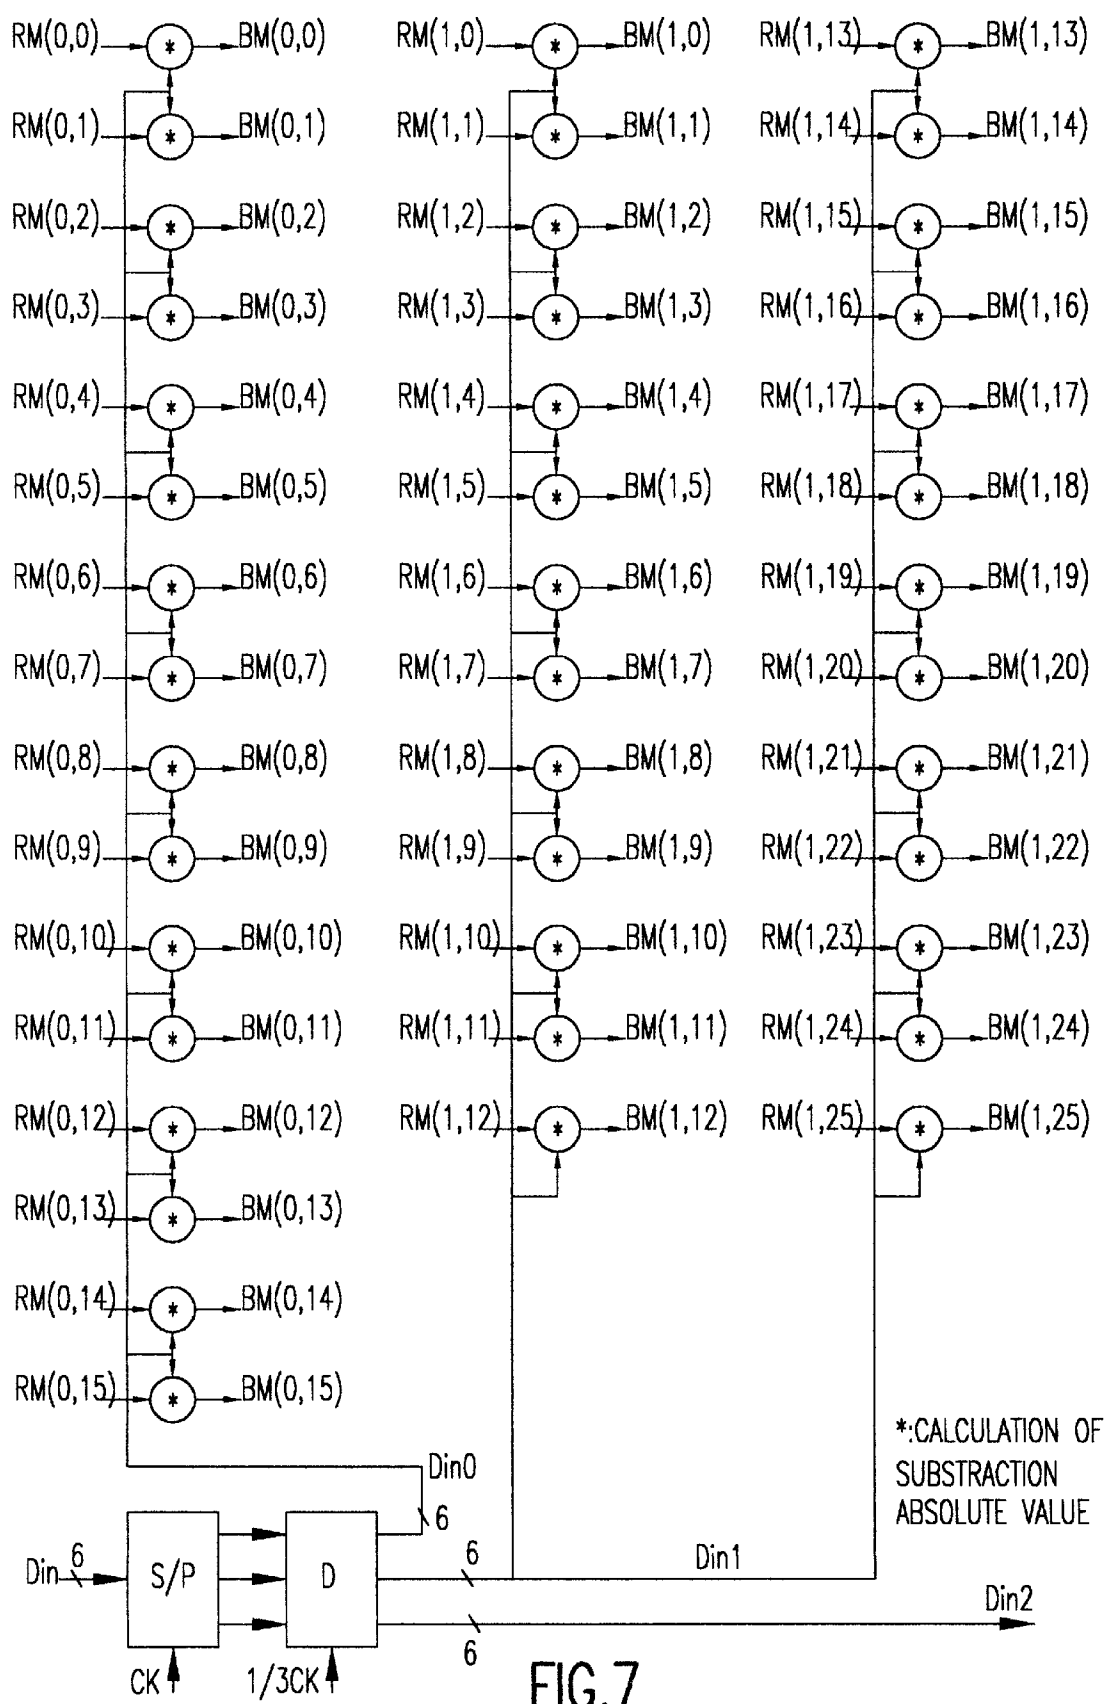 RM(0,0) * BM(0,0) RM(1,0) * BM(1,0) RM(1,13) * BM(1,13)
RM(0,1) * BM(0,1) RM(1,1) * BM(1,1) RM(1,14) * BM(1,14)
RM(0,2) * BM(0,2) RM(1,2) * BM(1,2) RM(1,15) * BM(1,15)
RM(0,3) * BM(0,3) RM(1,3) * BM(1,3) RM(1,16) * BM(1,16)
RM(0,4) * BM(0,4) RM(1,4) * BM(1,4) RM(1,17) * BM(1,17)
RM(0,5) * BM(0,5) RM(1,5) * BM(1,5) RM(1,18) * BM(1,18)
RM(0,6) * BM(0,6) RM(1,6) * BM(1,6) RM(1,19) * BM(1,19)
RM(0,7) * BM(0,7) RM(1,7) * BM(1,7) RM(1,20) * BM(1,20)
RM(0,8) * BM(0,8) RM(1,8) * BM(1,8) RM(1,21) * BM(1,21)
RM(0,9) * BM(0,9) RM(1,9) * BM(1,9) RM(1,22) * BM(1,22)
RM(0,10) * BM(0,10) RM(1,10) * BM(1,10) RM(1,23) * BM(1,23)
RM(0,11) * BM(0,11) RM(1,11) * BM(1,11) RM(1,24) * BM(1,24)
RM(0,12) * BM(0,12) RM(1,12) * BM(1,12) RM(1,25) * BM(1,25)
RM(0,13) * BM(0,13)
RM(0,14) * BM(0,14)
RM(0,15) * BM(0,15)
*:CALCULATION OF
SUBSTRACTION
ABSOLUTE VALUE
Din0
6
Din 6 S/P D 6 Din1
Din2
6
CK 1/3CK
FIG.7